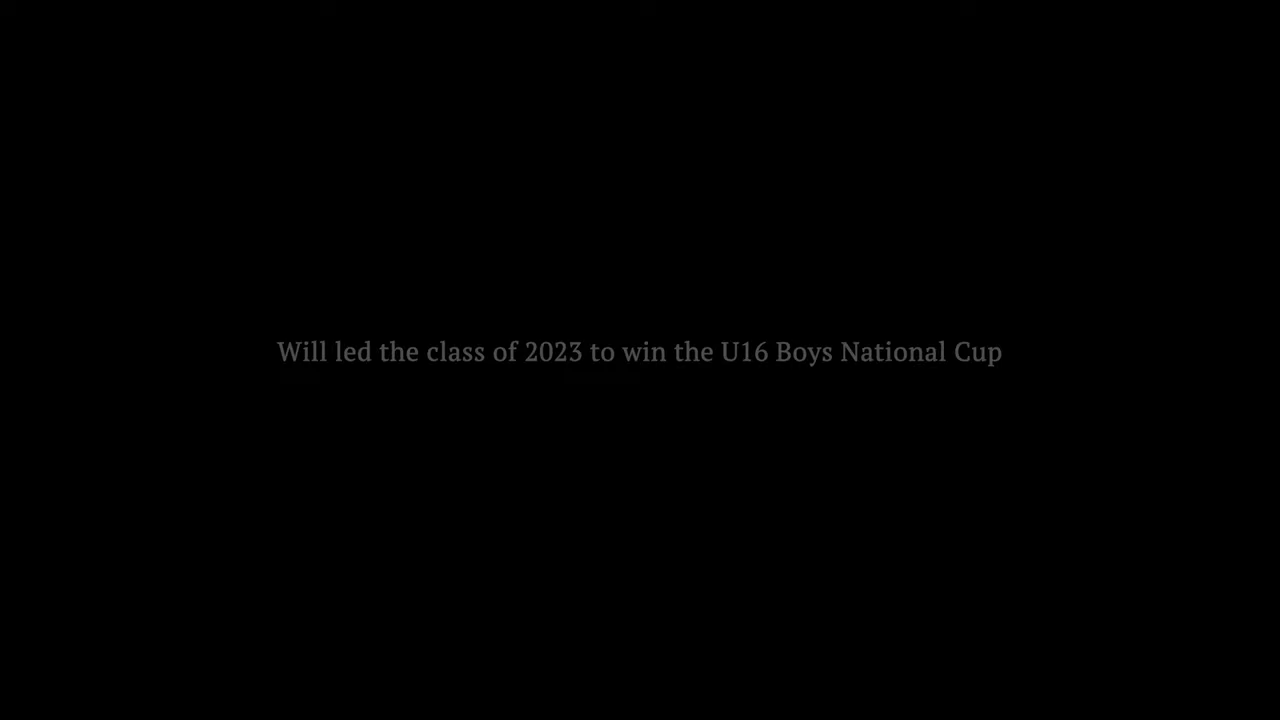 Will led the class of 2023 to win the U16 Boys National Cup